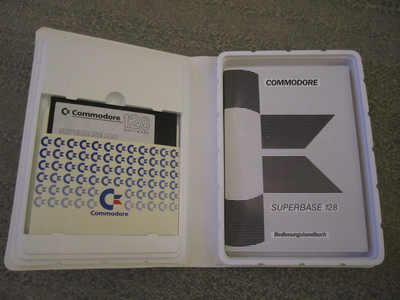 Commodore
128
SOFTWARE
SUPERBASE 128
Commodore
COMMODORE
SUPERBASE 128
Bedienungshandbuch